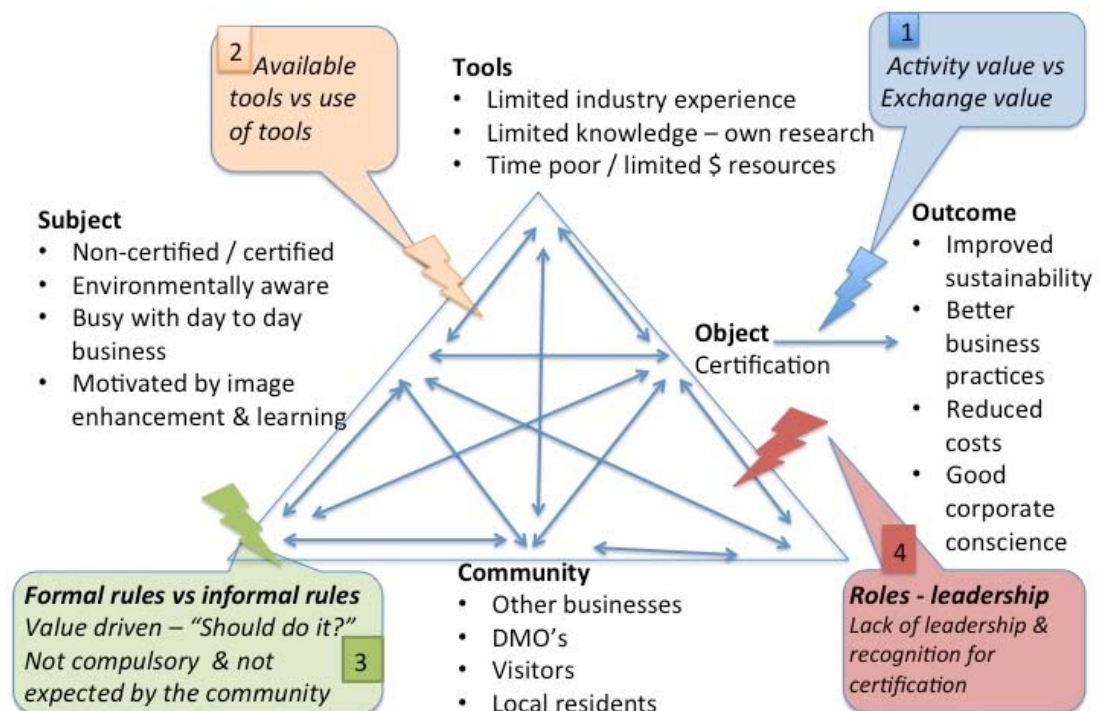 2
Available
tools vs use
of tools
Tools
• Limited industry experience
• Limited knowledge – own research
• Time poor / limited $ resources
1
Activity value vs
Exchange value
Subject
• Non-certified / certified
• Environmentally aware
• Busy with day to day
business
• Motivated by image
enhancement & learning
Object
Certification
Outcome
• Improved
sustainability
• Better
business
practices
• Reduced
costs
• Good
corporate
conscience
Formal rules vs informal rules
Value driven – “Should do it?”
Not compulsory & not
expected by the community
3
Community
• Other businesses
• DMO’s
• Visitors
• Local residents
4
Roles - leadership
Lack of leadership &
recognition for
certification